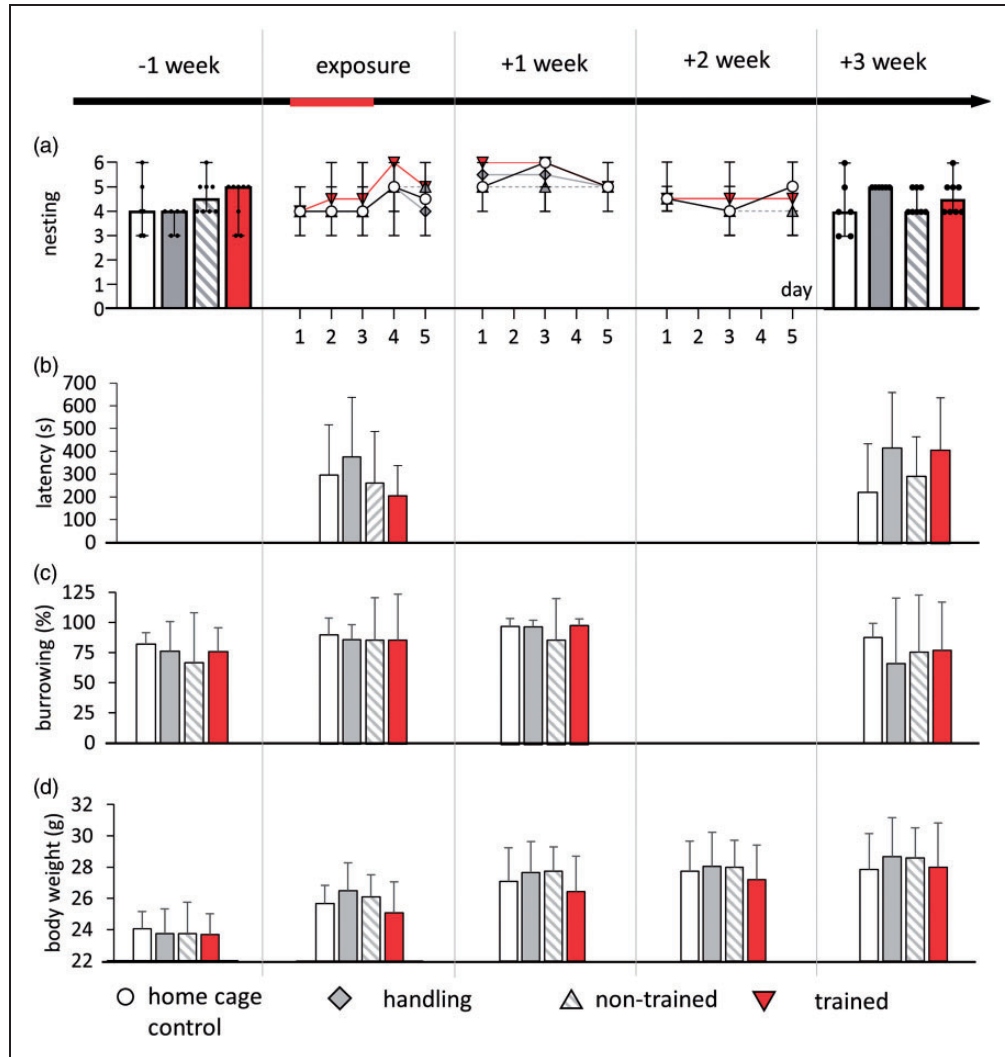 -1 week exposure +1 week +2 week +3 week
(a)
nesting
6
5
4
3
2
1
0
day
1 2 3 4 5 1 2 3 4 5 1 2 3 4 5
(b)
latency (s)
700
600
500
400
300
200
100
0
(c)
burrowing (%)
125
100
75
50
25
0
(d)
body weight (g)
32
30
28
26
24
22
home cage control handling non-trained trained